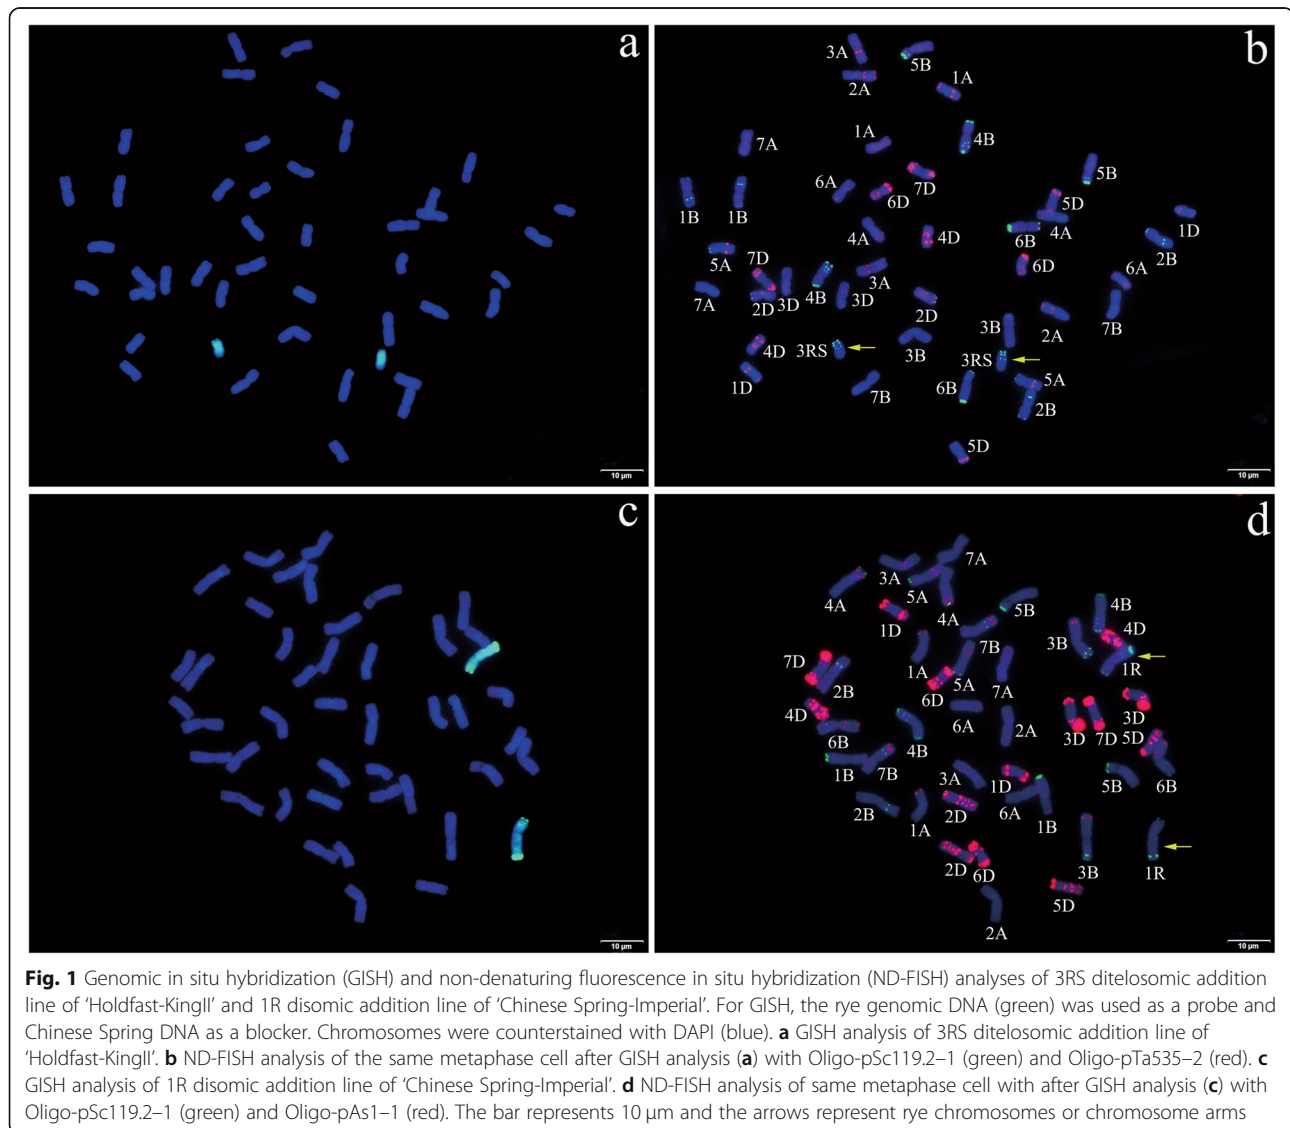 a
10 µm
b
3A
5B
2A
1A
7A
1A
4B
5B
6A
7D
1B
1B
6D
5D
4A
4D
6B
4A
1D
2B
5A
7D
6D
6A
7A
2D
3D
4B
3A
3D
2D
3B
2A
7B
4D
3RS
3B
3RS
1D
7B
6B
5A
2B
5D
10 µm
c
10 µm
d
7A
3A
5A
4A
4A
5B
4B
1D
7B
3B
4D
1R
7D
1A
5A
2B
6D
7A
4D
6A
2A
3D
7D
3D
5D
6B
4B
1B
7B
3A
1D
5B
6B
2B
1A
2D
6A
1B
2D
6D
3B
1R
5D
2A
10 µm
Fig. 1 Genomic in situ hybridization (GISH) and non-denaturing fluorescence in situ hybridization (ND-FISH) analyses of 3RS ditelosomic addition
line of ‘Holdfast-KingII’ and 1R disomic addition line of ‘Chinese Spring-Imperial’. For GISH, the rye genomic DNA (green) was used as a probe and
Chinese Spring DNA as a blocker. Chromosomes were counterstained with DAPI (blue). a GISH analysis of 3RS ditelosomic addition line of
‘Holdfast-KingII’. b ND-FISH analysis of the same metaphase cell after GISH analysis (a) with Oligo-pSc119.2–1 (green) and Oligo-pTa535–2 (red). c
GISH analysis of 1R disomic addition line of ‘Chinese Spring-Imperial’. d ND-FISH analysis of same metaphase cell with after GISH analysis (c) with
Oligo-pSc119.2–1 (green) and Oligo-pAs1–1 (red). The bar represents 10 µm and the arrows represent rye chromosomes or chromosome arms